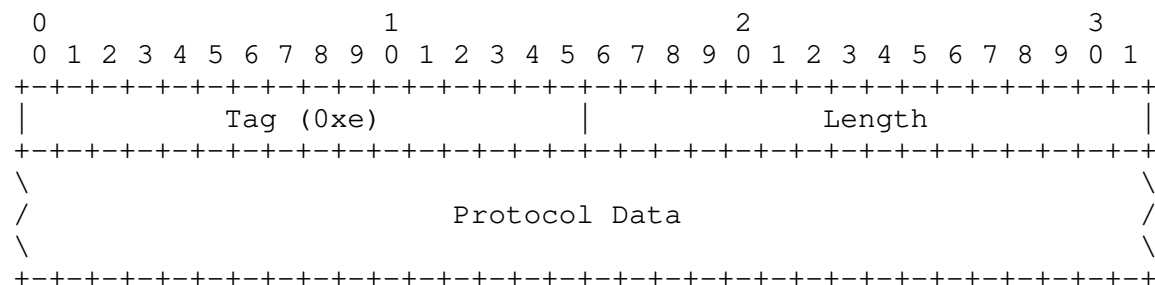 0                   1                   2                   3
 0 1 2 3 4 5 6 7 8 9 0 1 2 3 4 5 6 7 8 9 0 1 2 3 4 5 6 7 8 9 0 1
+-+-+-+-+-+-+-+-+-+-+-+-+-+-+-+-+-+-+-+-+-+-+-+-+-+-+-+-+-+-+-+-+
|           Tag (0xe)           |             Length            |
+-+-+-+-+-+-+-+-+-+-+-+-+-+-+-+-+-+-+-+-+-+-+-+-+-+-+-+-+-+-+-+-+
\                                                               \
/                        Protocol Data                          /
\                                                               \
+-+-+-+-+-+-+-+-+-+-+-+-+-+-+-+-+-+-+-+-+-+-+-+-+-+-+-+-+-+-+-+-+